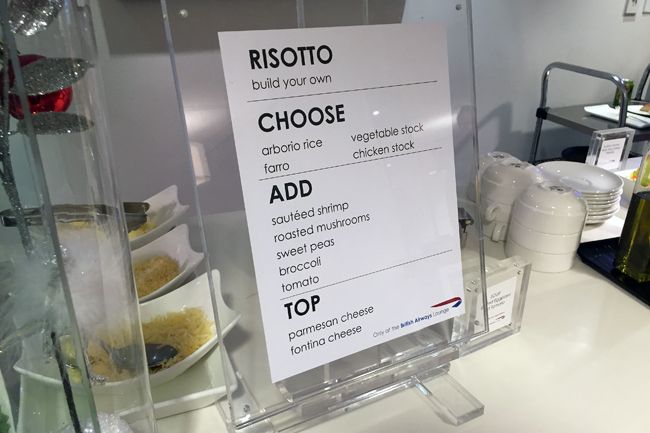 RISOTTO
build your own
CHOOSE
arborio rice vegetable stock
farro chicken stock
ADD
sautéed shrimp
roasted mushrooms
sweet peas
broccoli
tomato
TOP
parmesan cheese
fontina cheese
Only at the British Airways Lounge